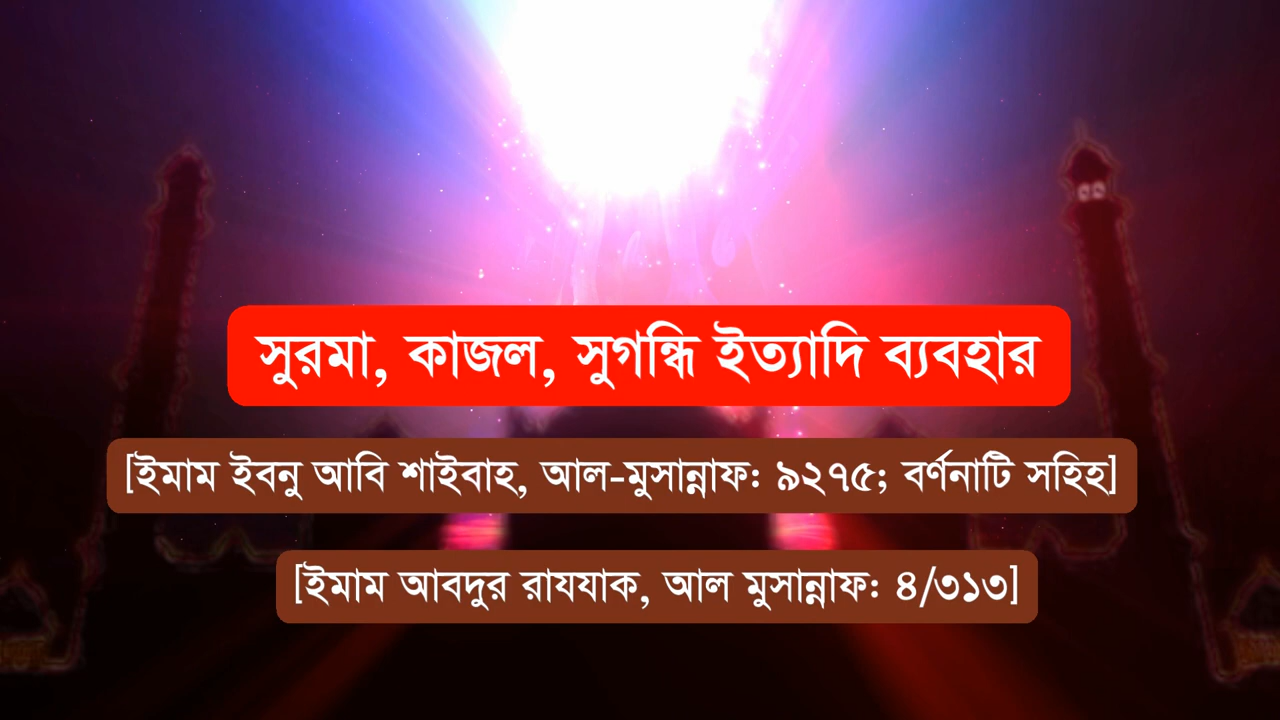 সুরমা, কাজল, সুগন্ধি ইত্যাদি ব্যবহার
[ইমাম ইবনু আবি শাইবাহ, আল-মুসান্নাফ: ৯২৭৫; বর্ণনাটি সহিহ]
[ইমাম আবদুর রাযযাক, আল মুসান্নাফ: ৪/৩১৩]